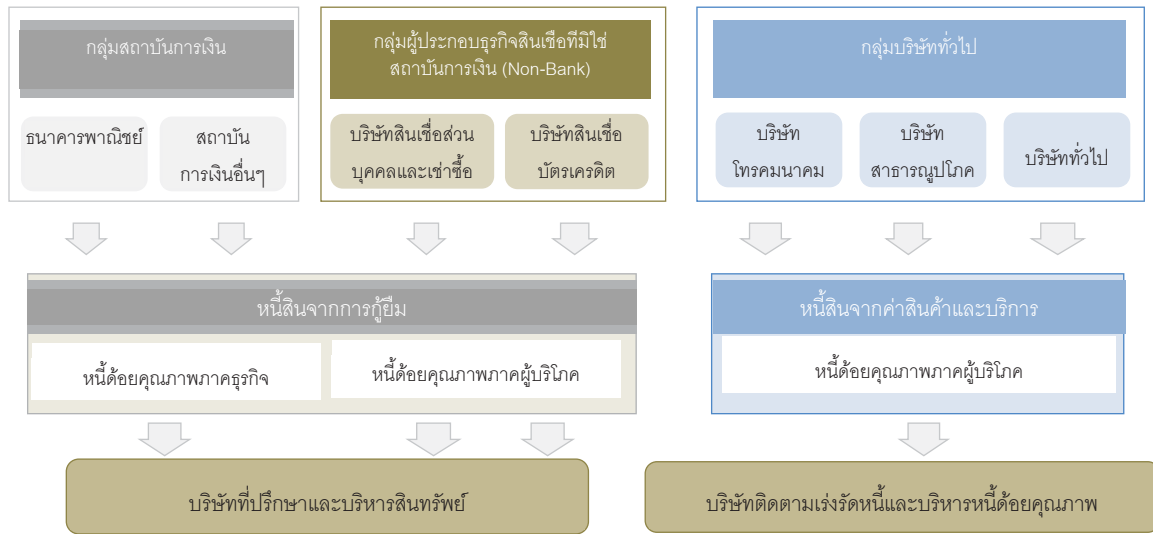 กลุ่มสถาบันการเงิน
กลุ่มผู้ประกอบธุรกิจสินเชื่อที่มิใช่
สถาบันการเงิน (Non-Bank)
กลุ่มบริษัททั่วไป
ธนาคารพาณิชย์
สถาบัน
การเงินอื่นๆ
บริษัทสินเชื่อส่วน
บุคคลและเช่าซื้อ
บริษัทสินเชื่อ
บัตรเครดิต
บริษัท
โทรคมนาคม
บริษัท
สาธารณูปโภค
บริษัททั่วไป
หนี้สินจากการกู้ยืม
หนี้สินจากค่าสินค้าและบริการ
หนี้ด้อยคุณภาพภาคธุรกิจ
หนี้ด้อยคุณภาพภาคผู้บริโภค
หนี้ด้อยคุณภาพภาคผู้บริโภค
บริษัทที่ปรึกษาและบริหารสินทรัพย์
บริษัทติดตามเร่งรัดหนี้และบริหารหนี้ด้อยคุณภาพ